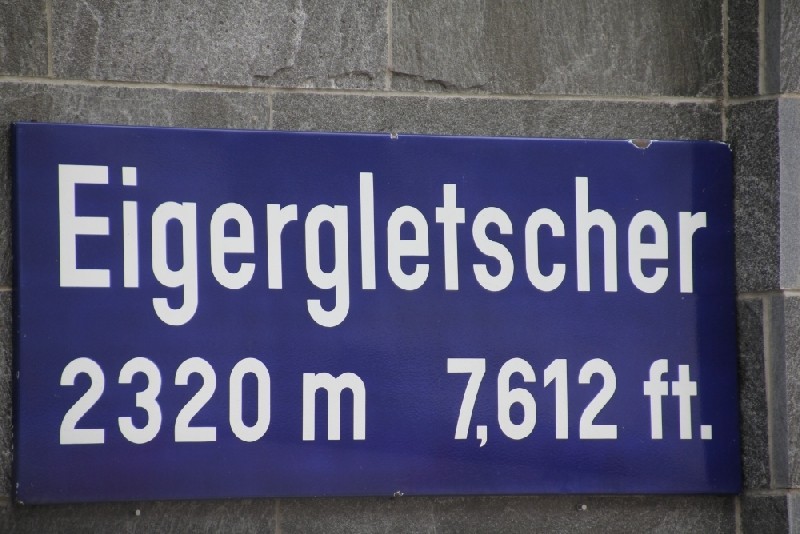 Eigergletscher
2320 m 7,612 ft.